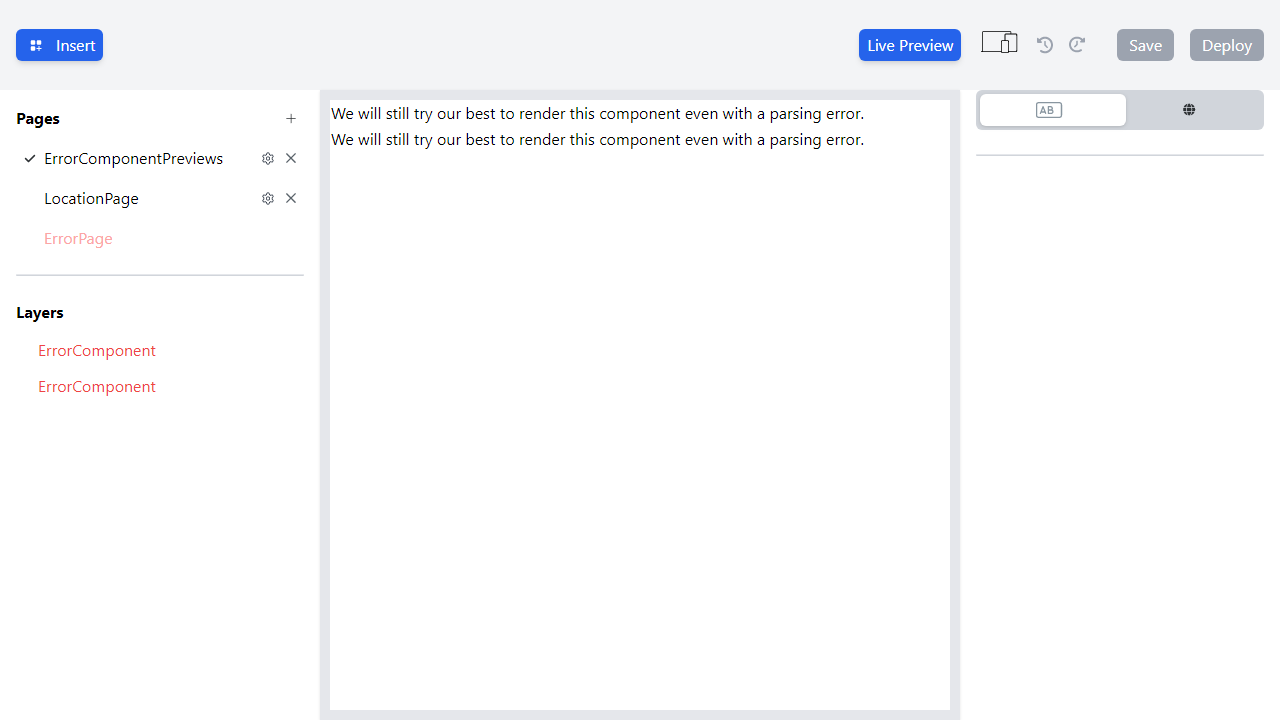 Insert
Live Preview
Save
Deploy
Pages
ErrorComponentPreviews
LocationPage
ErrorPage
Layers
ErrorComponent
ErrorComponent
We will still try our best to render this component even with a parsing error.
We will still try our best to render this component even with a parsing error.
AB